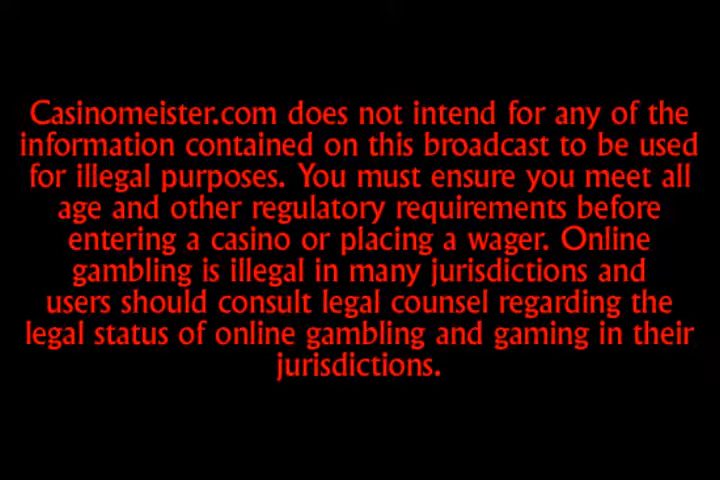 Casinomeister.com does not intend for any of the
information contained on this broadcast to be used
for illegal purposes. You must ensure you meet all
age and other regulatory requirements before
entering a casino or placing a wager. Online
gambling is illegal in many jurisdictions and
users should consult legal counsel regarding the
legal status of online gambling and gaming in their
jurisdictions.